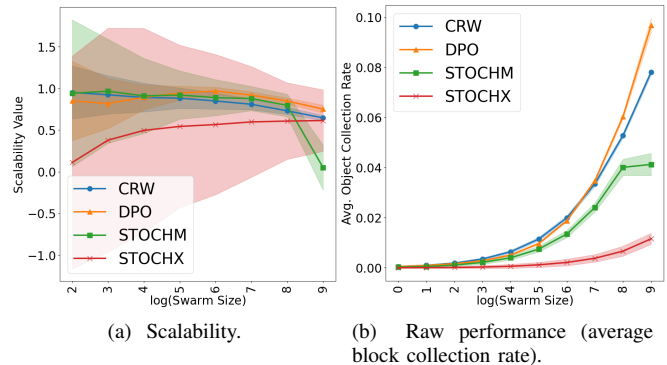 1.5
1.0
0.5
0.0
−0.5
−1.0
Scalability Value
CRW
DPO
STOCHM
STOCHX
2 3 4 5 6 7 8 9
log(Swarm Size)
(a) Scalability.
0.10
0.08
0.06
0.04
0.02
0.00
Avg. Object Collection Rate
CRW
DPO
STOCHM
STOCHX
0 1 2 3 4 5 6 7 8 9
log(Swarm Size)
(b) Raw performance (average
block collection rate).